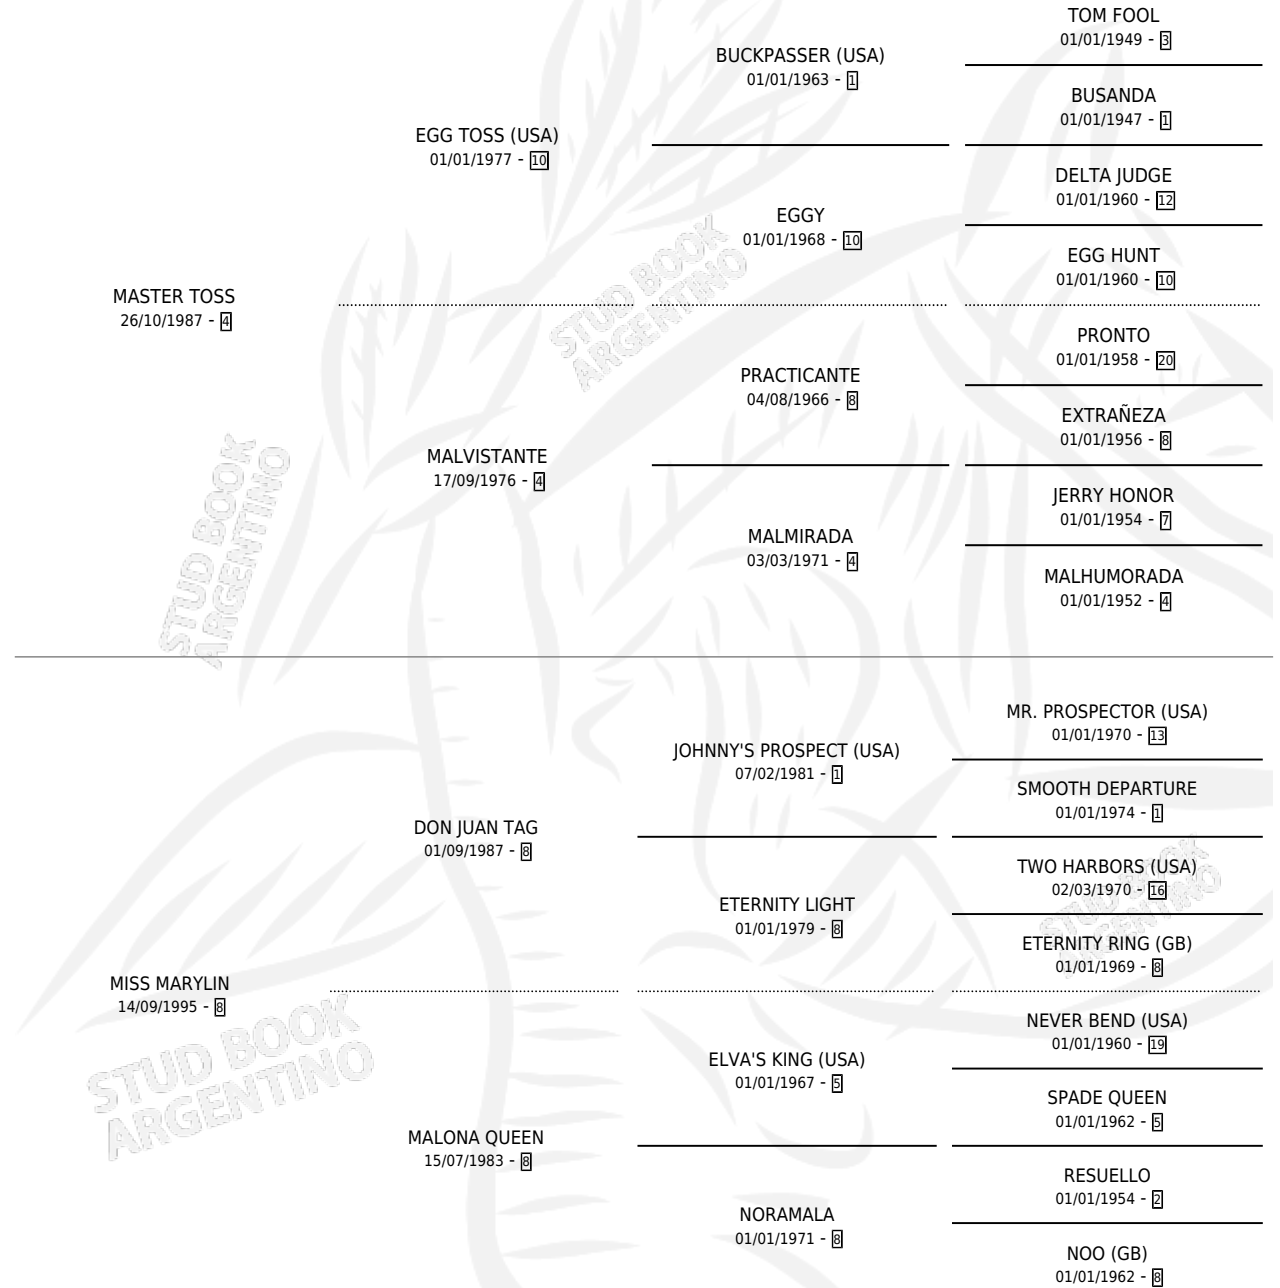 TOM FOOL
01/01/1949 - 3
BUCKPASSER (USA)
01/01/1963 - 1
BUSANDA
01/01/1947 - 1
EGG TOSS (USA)
01/01/1977 - 10
DELTA JUDGE
01/01/1960 - 12
EGGY
01/01/1968 - 10
EGG HUNT
01/01/1960 - 10
MASTER TOSS
26/10/1987 - 4
STUD BOOK
ARGENTINO
PRONTO
01/01/1958 - 20
PRACTICANTE
04/08/1966 - 8
EXTRAÑEZA
01/01/1956 - 8
MALVISTANTE
17/09/1976 - 4
JERRY HONOR
01/01/1954 - 7
MALMIRADA
03/03/1971 - 4
MALHUMORADA
01/01/1952 - 4
STUD BOOK
ARGENTINO
MR. PROSPECTOR (USA)
01/01/1970 - 13
JOHNNY'S PROSPECT (USA)
07/02/1981 - 1
SMOOTH DEPARTURE
01/01/1974 - 1
DON JUAN TAG
01/09/1987 - 8
TWO HARBORS (USA)
02/03/1970 - 16
ETERNITY LIGHT
01/01/1979 - 8
ETERNITY RING (GB)
01/01/1969 - 8
STUD BOOK
ARGENTINO
MISS MARYLIN
14/09/1995 - 8
NEVER BEND (USA)
01/01/1960 - 19
ELVA'S KING (USA)
01/01/1967 - 5
SPADE QUEEN
01/01/1962 - 5
STUD BOOK
ARGENTINO
MALONA QUEEN
15/07/1983 - 8
RESUELLO
01/01/1954 - 2
NORAMALA
01/01/1971 - 8
NOO (GB)
01/01/1962 - 8